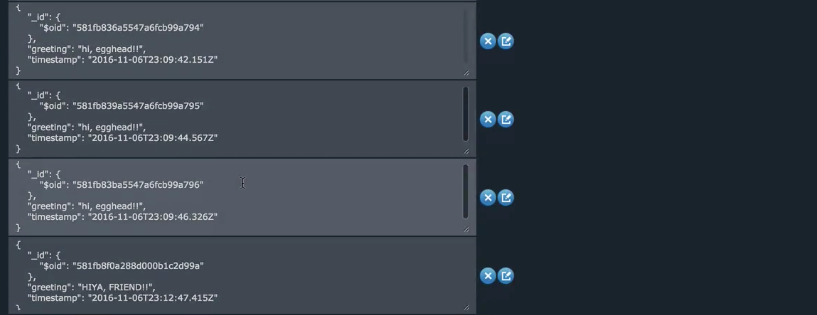 {
"_id": {
"$oid": "581fb836a5547a6fcb99a794"
},
"greeting": "hi, egghead!!",
"timestamp": "2016-11-06T23:09:42.151Z"
}
{
"_id": {
"$oid": "581fb839a5547a6fcb99a795"
},
"greeting": "hi, egghead!!",
"timestamp": "2016-11-06T23:09:44.567Z"
}
{
"_id": {
"$oid": "581fb83ba5547a6fcb99a796"
},
"greeting": "hi, egghead!!",
"timestamp": "2016-11-06T23:09:46.326Z"
}
{
"_id": {
"$oid": "581fb8f0a288d000b1c2d99a"
},
"greeting": "HIYA, FRIEND!!",
"timestamp": "2016-11-06T23:12:47.415Z"
}